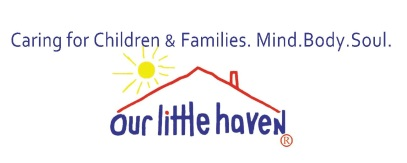 Caring for Children & Families. Mind.Body.Soul.
our little haven®